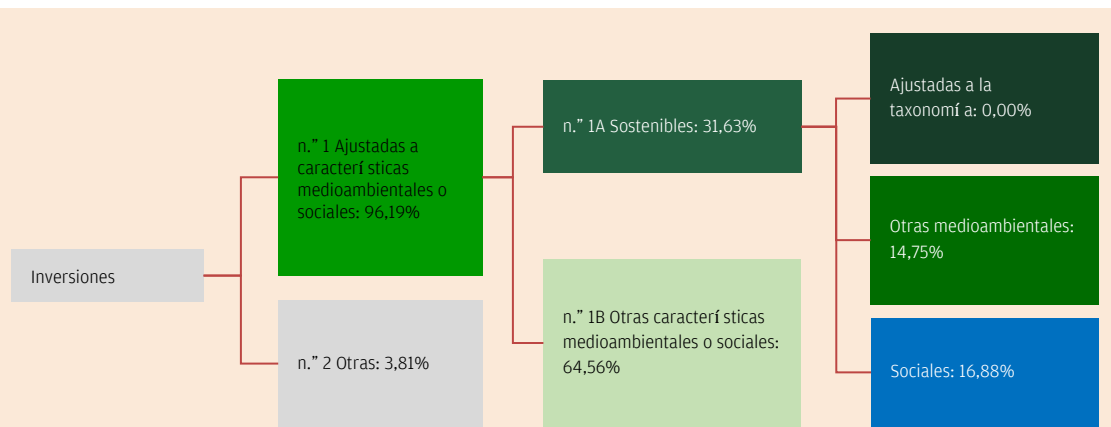 Inversiones
n.” 1 Ajustadas a
caracterí sticas
medioambientales o
sociales: 96,19%
n.” 2 Otras: 3,81%
n.” 1A Sostenibles: 31,63%
n.” 1B Otras caracterí sticas
medioambientales o sociales:
64,56%
Ajustadas a la
taxonomí a: 0,00%
Otras medioambientales:
14,75%
Sociales: 16,88%